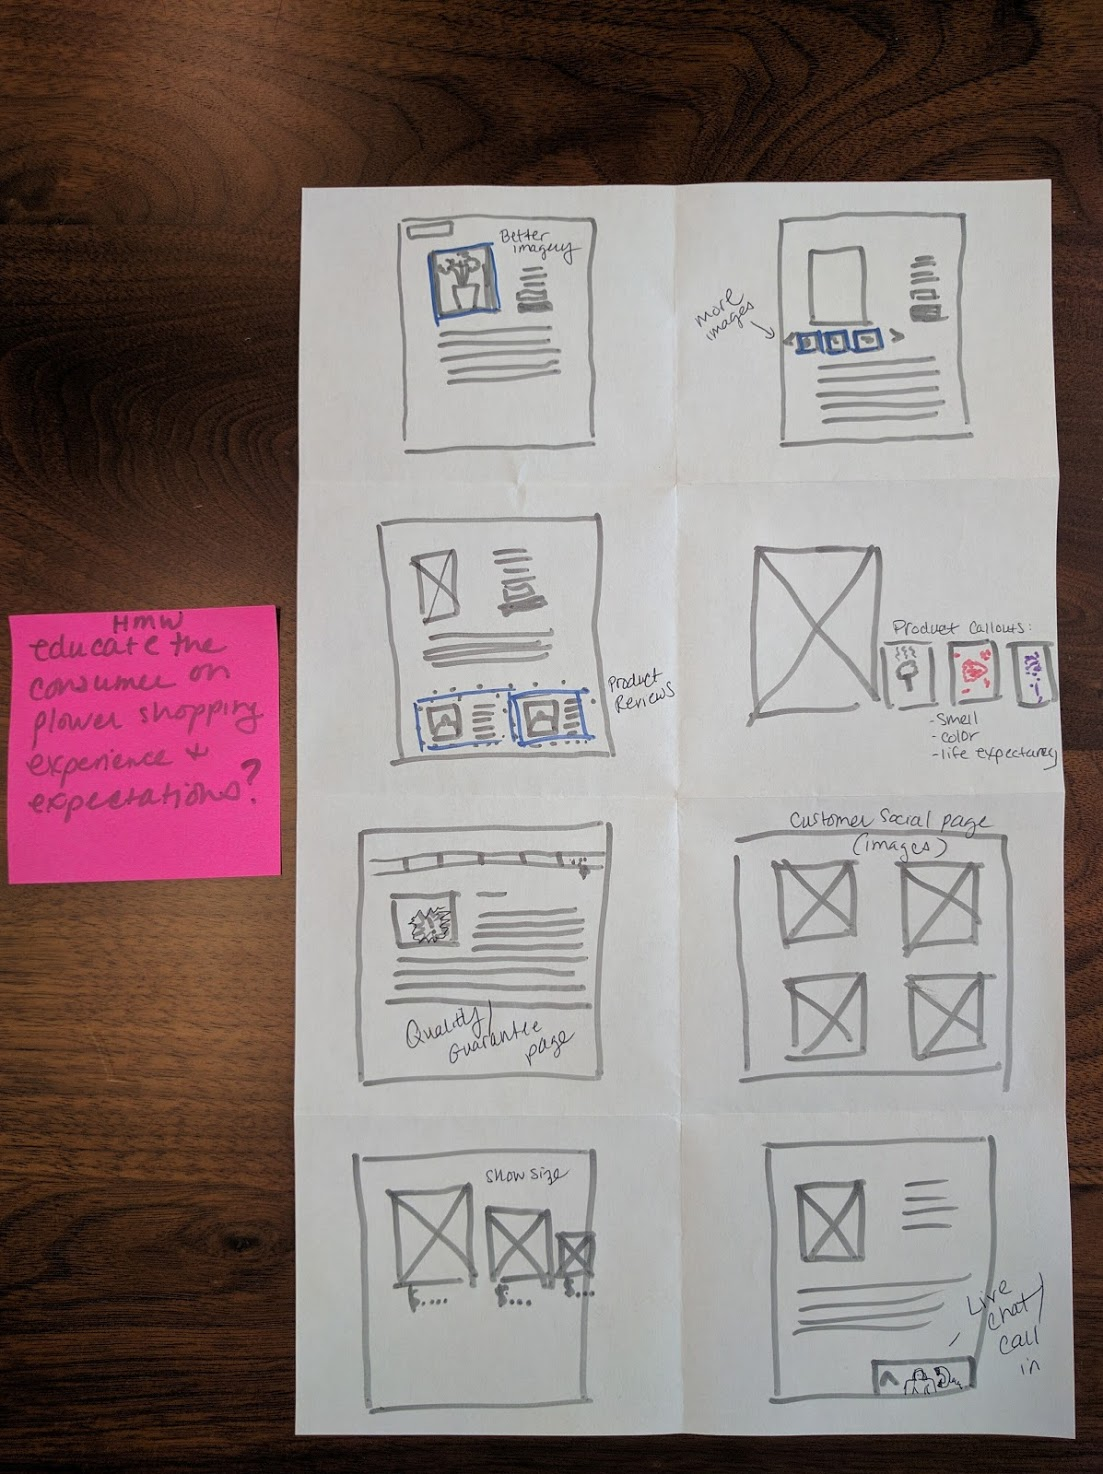 HMW
educate the
consumer on
flower shopping
experience +
expectations?
Better
imagery
more
images
Product
Reviews
Product Callouts:
-smell
-color
-life expectancy
Quality/
Guarantee
page
Customer Social page
(images)
Show size
$....
$...
$...
Live
chat/
call
in